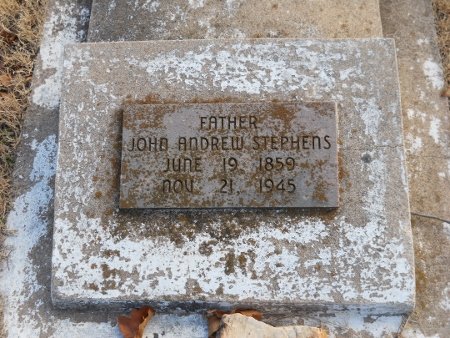 FATHER
JOHN ANDREW STEPHENS
JUNE 19, 1859
NOV. 21, 1945